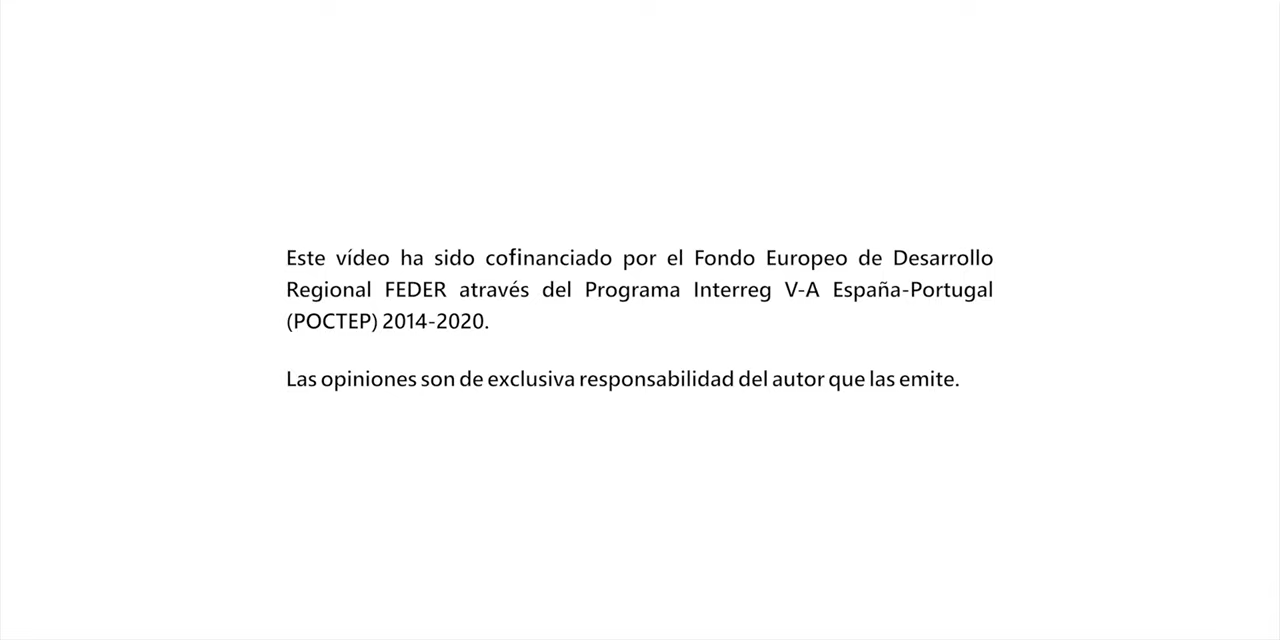 Este vídeo ha sido cofinanciado por el Fondo Europeo de Desarrollo
Regional FEDER através del Programa Interreg V-A España-Portugal
(POCTEP) 2014-2020.
Las opiniones son de exclusiva responsabilidad del autor que las emite.